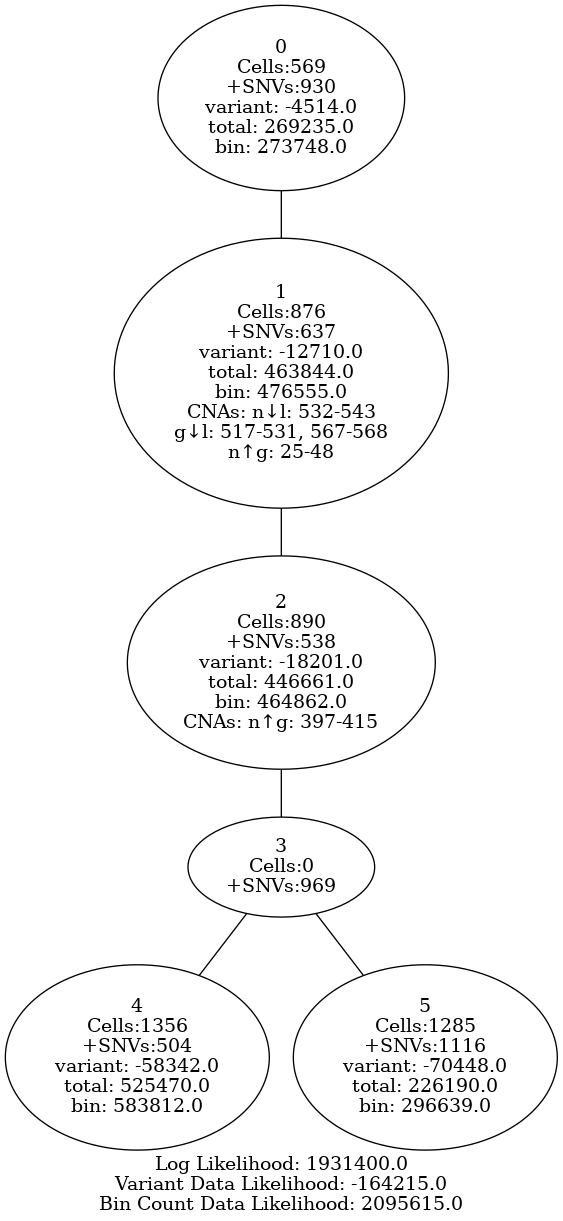 0
Cells:569
+SNVs:930
variant: -4514.0
total: 269235.0
bin: 273748.0
1
Cells:876
+SNVs:637
variant: -12710.0
total: 463844.0
bin: 476555.0
CNAs: n↓l: 532-543
g↓l: 517-531, 567-568
n↑g: 25-48
2
Cells:890
+SNVs:538
variant: -18201.0
total: 446661.0
bin: 464862.0
CNAs: n↑g: 397-415
3
Cells:0
+SNVs:969
4
Cells:1356
+SNVs:504
variant: -58342.0
total: 525470.0
bin: 583812.0
5
Cells:1285
+SNVs:1116
variant: -70448.0
total: 226190.0
bin: 296639.0
Log Likelihood: 1931400.0
Variant Data Likelihood: -164215.0
Bin Count Data Likelihood: 2095615.0